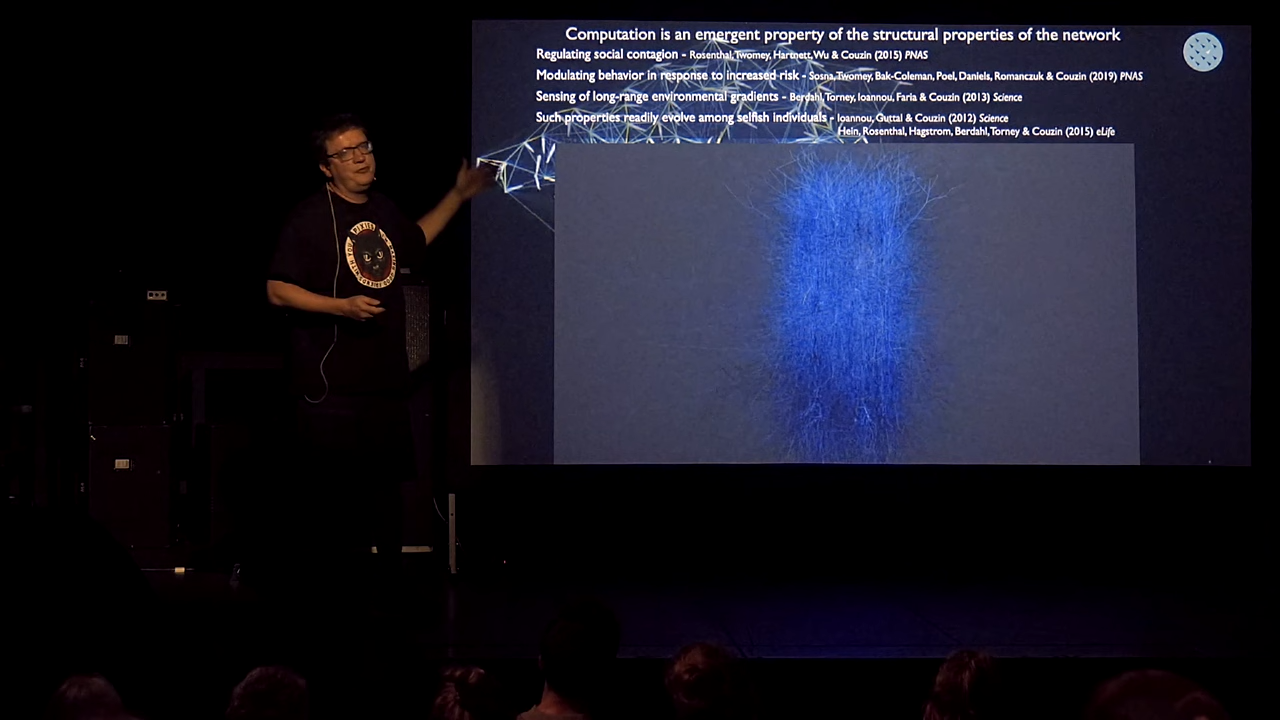 Computation is an emergent property of the structural properties of the network
Regulating social contagion - Rosenthal, Twomey, Hartnett, Wu & Couzin (2015) PNAS
Modulating behavior in response to increased risk - Sosna, Twomey, Bak-Coleman, Poel, Daniels, Romanczuk & Couzin (2019) PNAS
Sensing of long-range environmental gradients - Berdahl, Torney, Ioannou, Faria & Couzin (2013) Science
Such properties readily evolve among selfish individuals - Ioannou, Guttal & Couzin (2012) Science
Hein, Rosenthal, Hagstrom, Berdahl, Torney & Couzin (2015) eLife
PIXIES